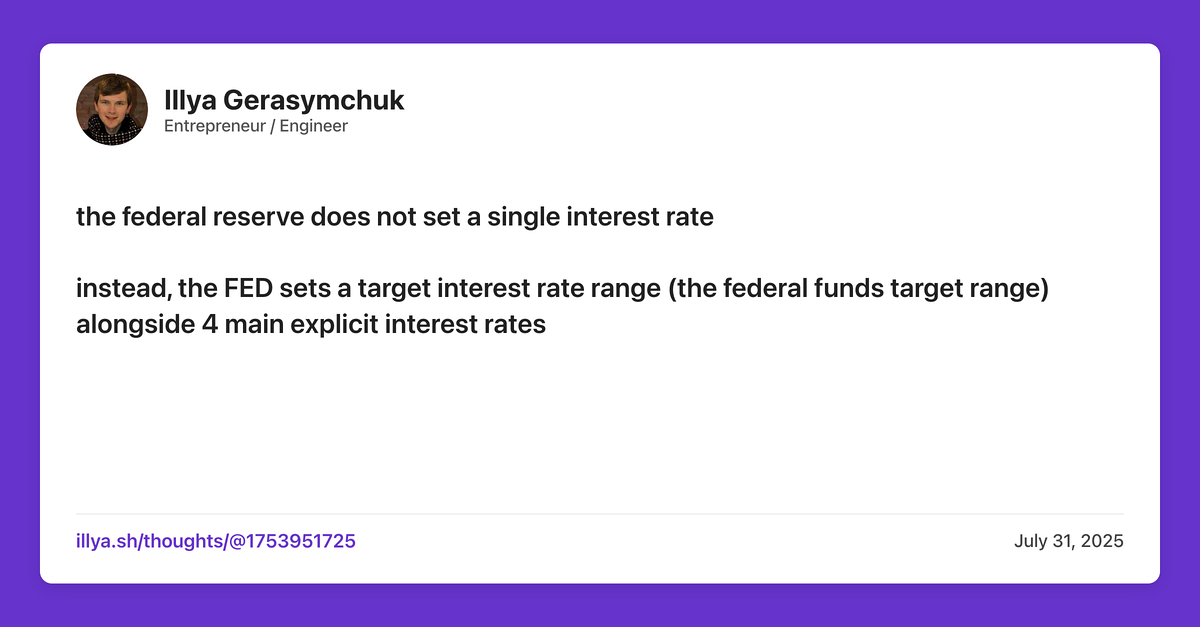 Illya Gerasymchuk
Entrepreneur / Engineer
the federal reserve does not set a single interest rate
instead, the FED sets a target interest rate range (the federal funds target range)
alongside 4 main explicit interest rates
illya.sh/thoughts/@1753951725
July 31, 2025